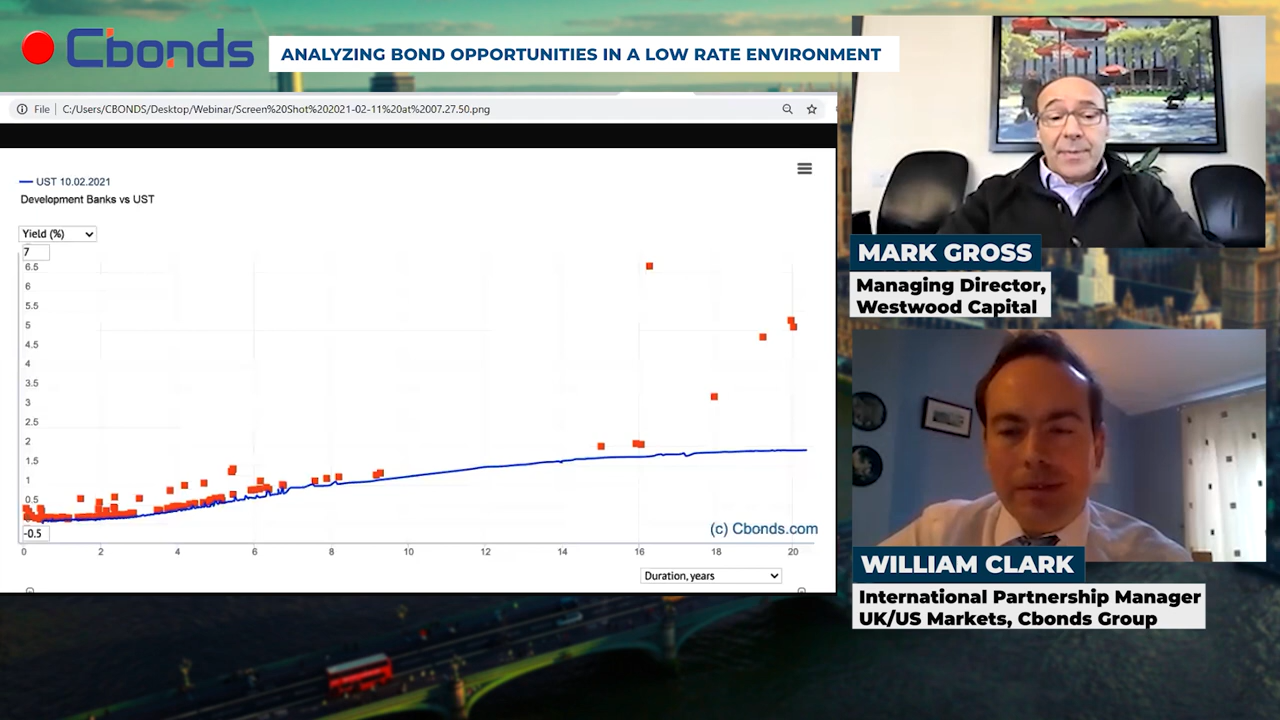 Cbonds
ANALYZING BOND OPPORTUNITIES IN A LOW RATE ENVIRONMENT
File
C:/Users/CBONDS/Desktop/Webinar/Screen%20Shot%202021-02-11%20at%2007.27.50.png
UST 10.02.2021
Development Banks vs UST
Yield (%)
7
6.5
6
5.5
5
4.5
4
3.5
3
2.5
2
1.5
1
0.5
-0.5
0 2 4 6 8 10 12 14 16 18 20
(c) Cbonds.com
Duration, years
MARK GROSS
Managing Director,
Westwood Capital
WILLIAM CLARK
International Partnership Manager
UK/US Markets, Cbonds Group